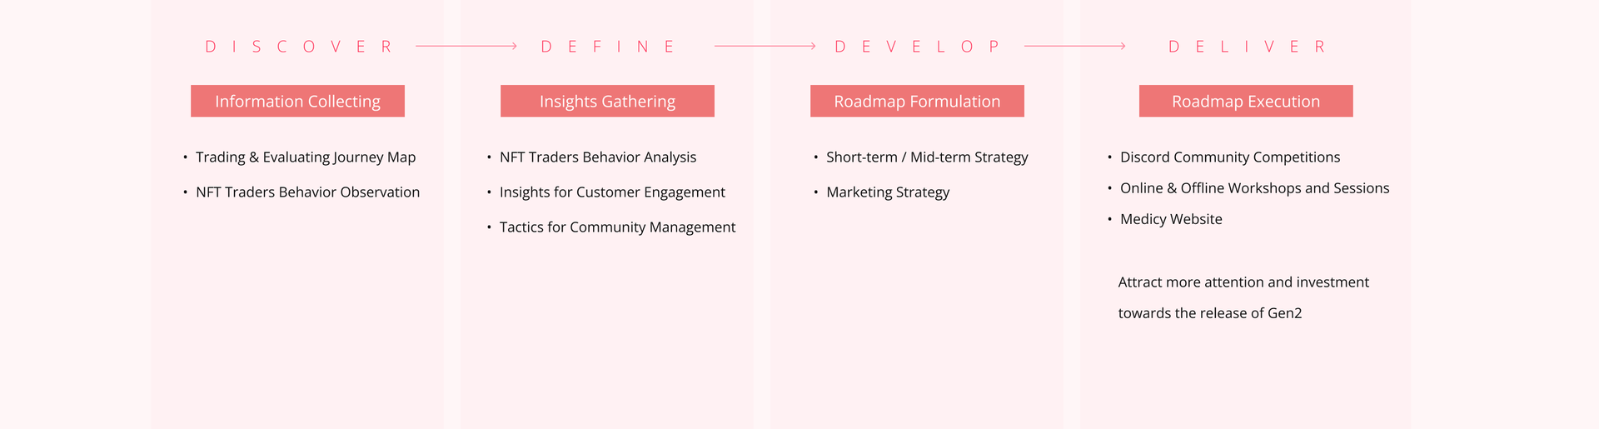 DISCOVER
DEFINE
DEVELOP
DELIVER
Information Collecting
Insights Gathering
Roadmap Formulation
Roadmap Execution
• Trading & Evaluating Journey Map
• NFT Traders Behavior Observation
• NFT Traders Behavior Analysis
• Insights for Customer Engagement
• Tactics for Community Management
• Short-term / Mid-term Strategy
• Marketing Strategy
• Discord Community Competitions
• Online & Offline Workshops and Sessions
• Medicy Website
Attract more attention and investment
towards the release of Gen2